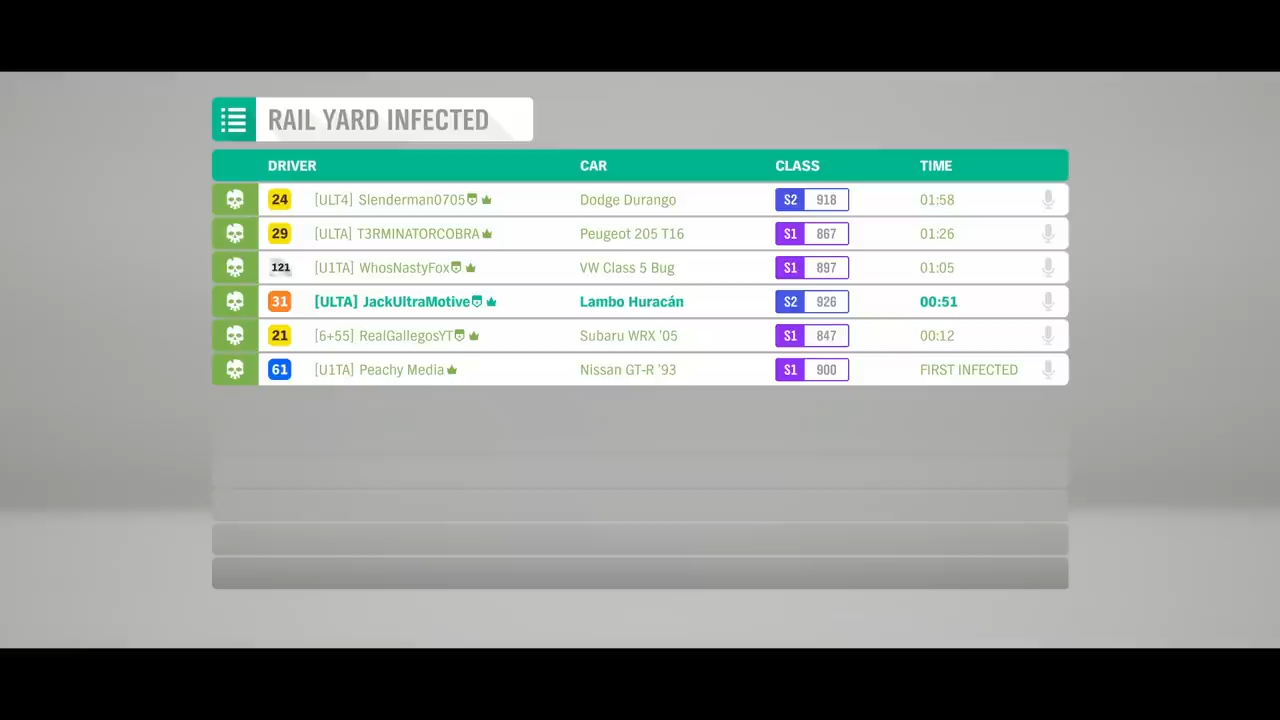 RAIL YARD INFECTED
DRIVER CAR CLASS TIME
24 [ULT4] Slenderman0705 Dodge Durango S2 918 01:58
29 [ULTA] T3RMINATORCOBRA Peugeot 205 T16 S1 867 01:26
121 [U1TA] WhosNastyFox VW Class 5 Bug S1 897 01:05
31 [ULTA] JackUltraMotive Lambo Huracán S2 926 00:51
21 [6+55] RealGallegosYT Subaru WRX '05 S1 847 00:12
61 [U1TA] Peachy Media Nissan GT-R '93 S1 900 FIRST INFECTED